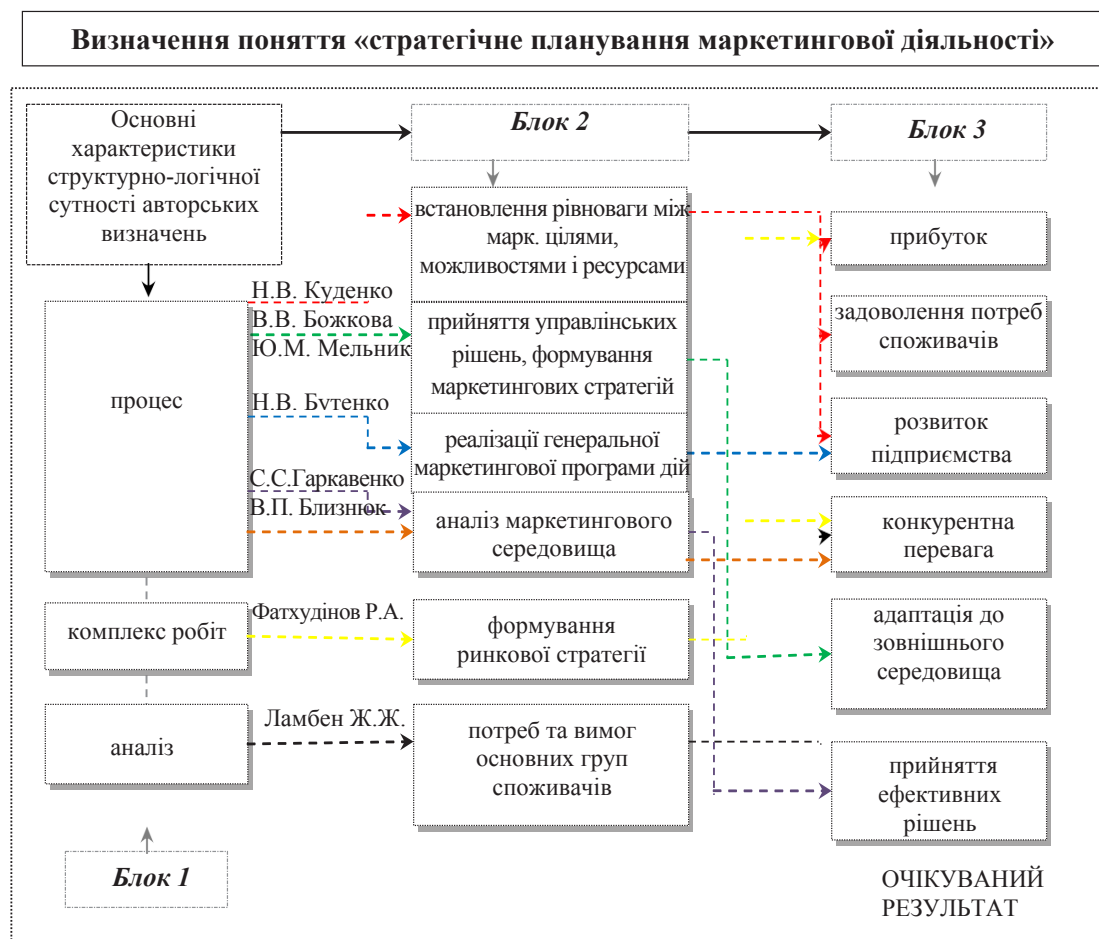 Визначення поняття «стратегічне планування маркетингової діяльності»
Основні
характеристики
структурно-логічної
сутності авторських
визначень
Блок 2
Блок 3
встановлення рівноваги між
марк. цілями,
можливостями і ресурсами
прибуток
Н.В. Куденко
В.В. Божкова
Ю.М. Мельник
прийняття управлінських
рішень, формування
маркетингових стратегій
задоволення потреб
споживачів
процес
Н.В. Бутенко
реалізації генеральної
маркетингової програми дій
розвиток
підприємства
С.С.Гаркавенко
В.П. Близнюк
аналіз маркетингового
середовища
конкурентна
перевага
комплекс робіт
Фатхудінов Р.А.
формування
ринкової стратегії
адаптація до
зовнішнього
середовища
аналіз
Ламбен Ж.Ж.
потреб та вимог
основних груп
споживачів
прийняття
ефективних
рішень
Блок 1
ОЧІКУВАНИЙ
РЕЗУЛЬТАТ